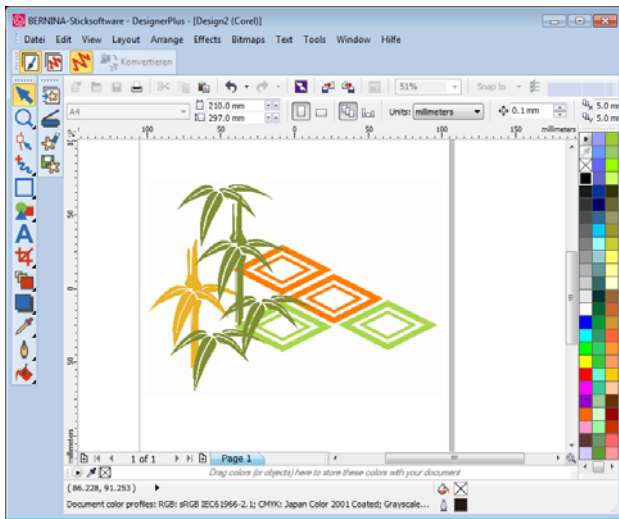 BERNINA-Sticksoftware - DesignerPlus - [Design2 (Corel)]
Datei Edit View Layout Arrange Effects Bitmaps Text Tools Window Hilfe
Konvertieren
51% Snap to
A4 210.0 mm 297.0 mm Units: millimeters 0.1 mm 5.0 m 5.0 m
100 50 0 50 100 150 millimeters
50
0
50
millimeters
1 of 1 Page 1
Drag colors (or objects) here to store these colors with your document
(86.228, 91.253)
Document color profiles: RGB: sRGB IEC61966-2.1; CMYK: Japan Color 2001 Coated; Grayscale...